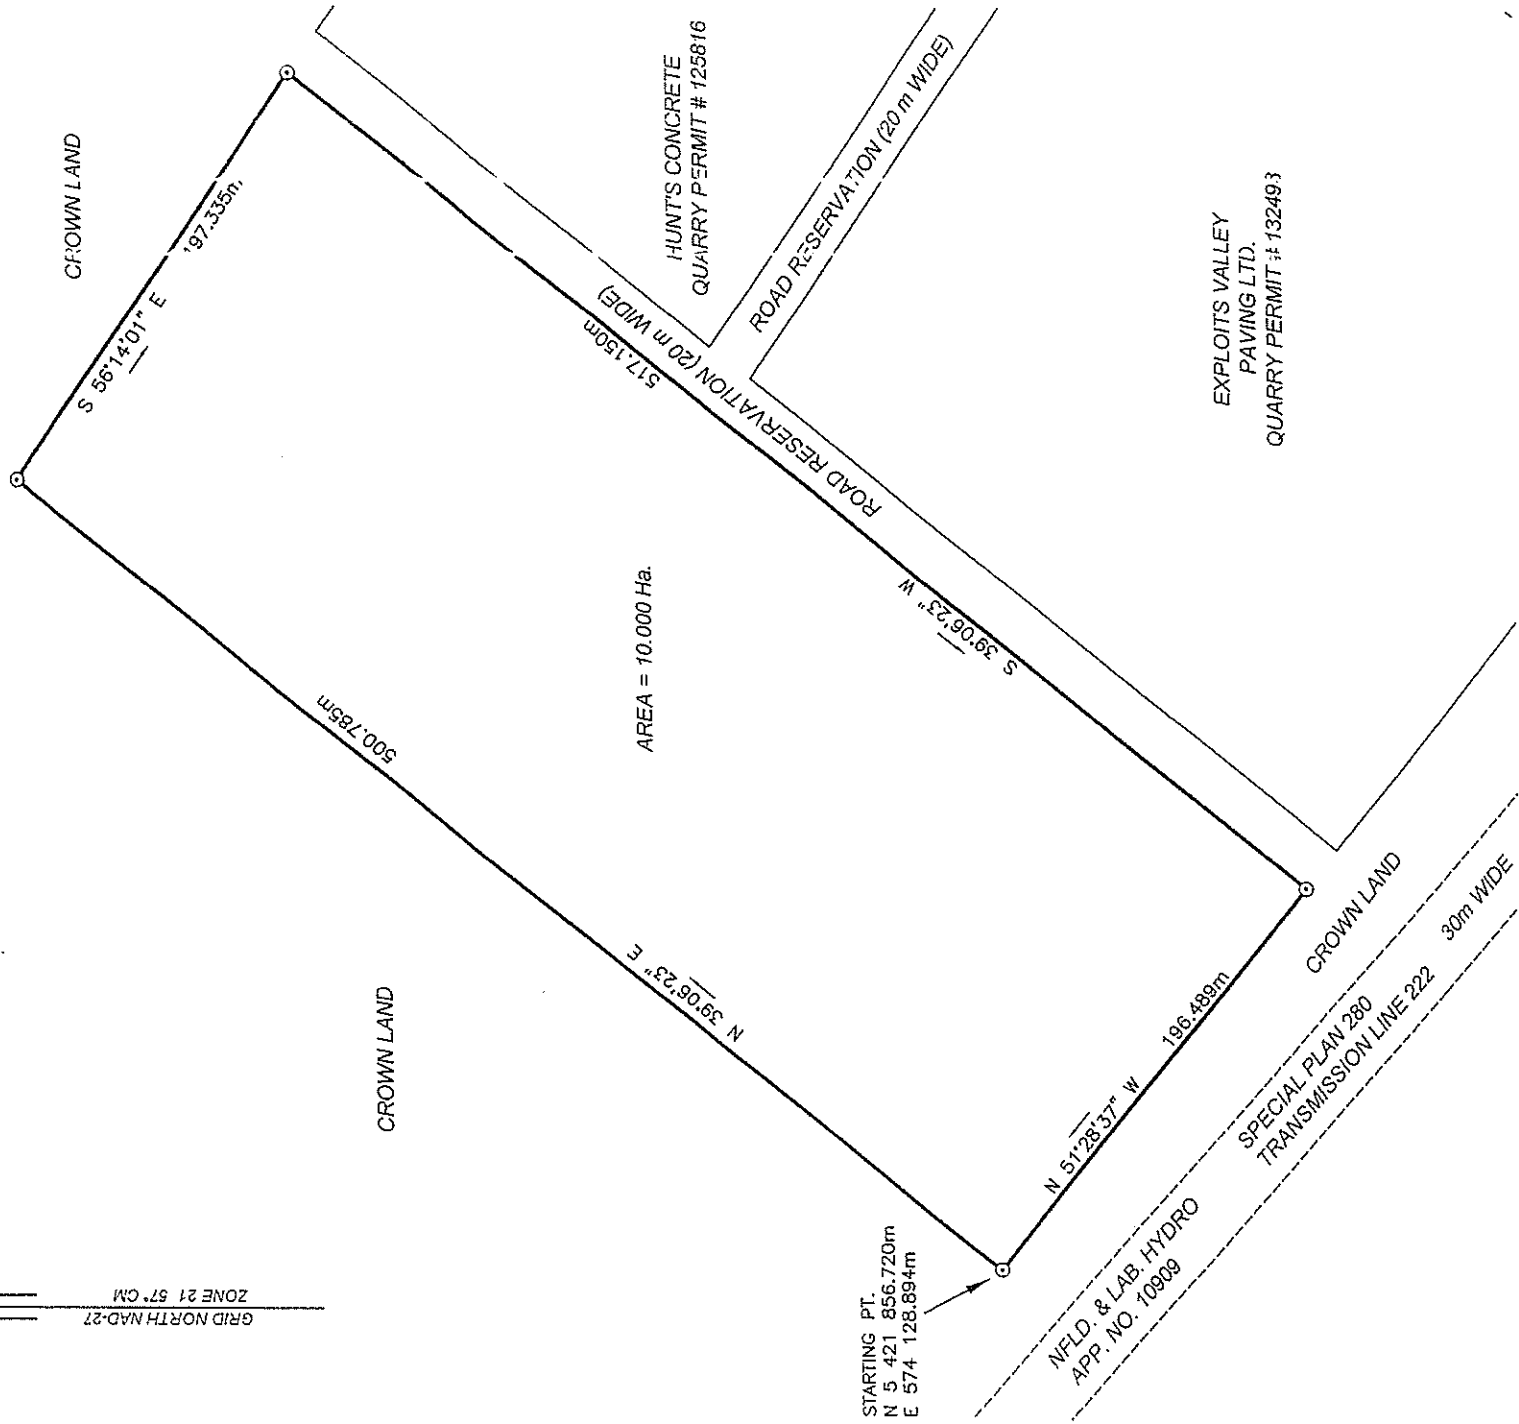 CROWN LAND
S 56°14'01" E
197.335m
HUNT'S CONCRETE
QUARRY PERMIT # 125816
ROAD RESERVATION (20 m WIDE)
ROAD RESERVATION (20 m WIDE)
517.150m
S 39°06'23" W
EXPLOITS VALLEY
PAVING LTD.
QUARRY PERMIT # 132493
500.785m
N 39°06'23" E
AREA = 10.000 Ha.
CROWN LAND
GRID NORTH NAD-27
ZONE 21 57° CM
STARTING PT.
N 5 421 856.720m
E 574 128.894m
N 51°28'37" W
196.489m
CROWN LAND
NFLD. & LAB. HYDRO
APP. NO. 10909
SPECIAL PLAN 280
TRANSMISSION LINE 222
30m WIDE